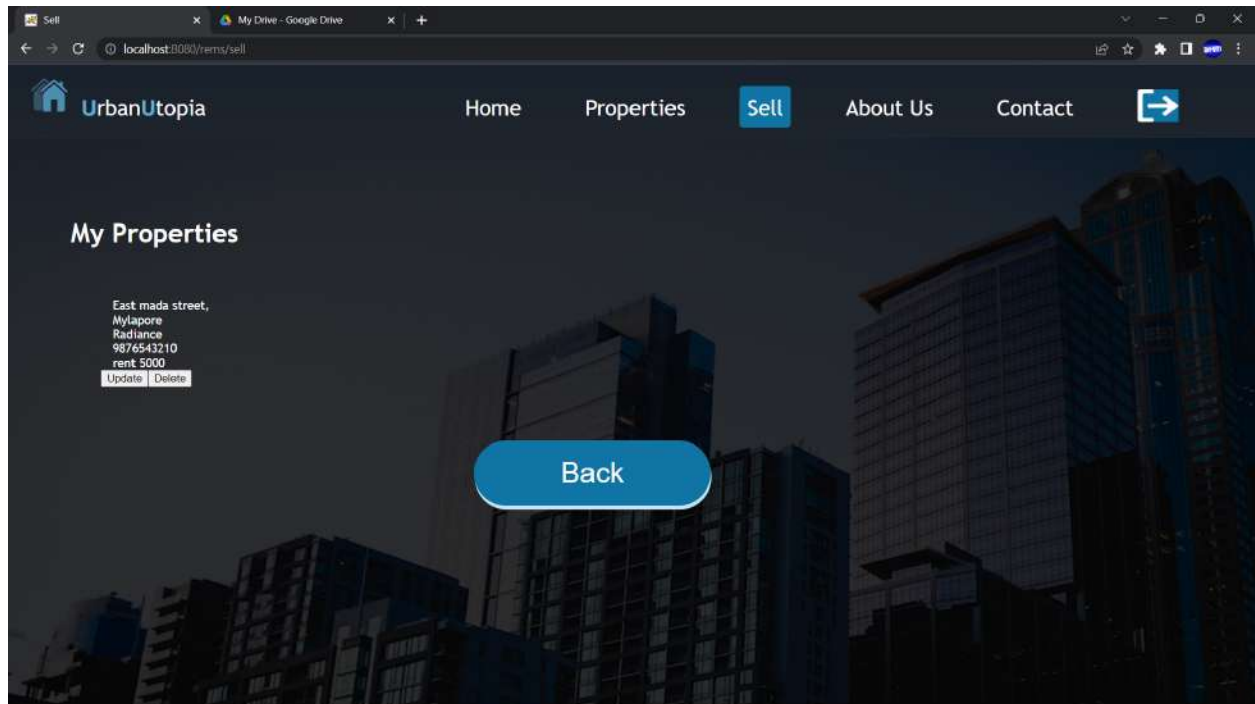 Sell
My Drive - Google Drive
localhost:8080/rems/sell
UrbanUtopia
Home
Properties
Sell
About Us
Contact
My Properties
East mada street,
Mylapore
Radiance
9876543210
rent 5000
Update Delete
Back